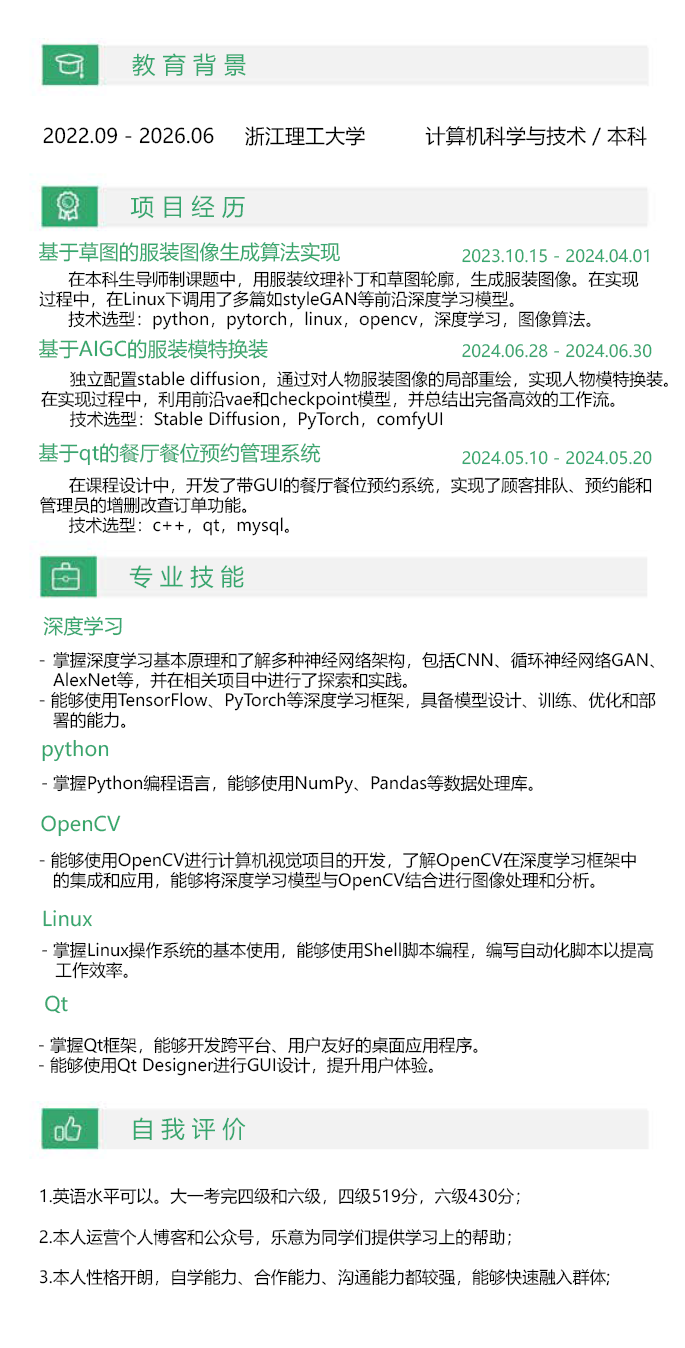 教育背景
2022.09 - 2026.06 浙江理工大学 计算机科学与技术 / 本科
项目经历
基于草图的服装图像生成算法实现 2023.10.15 - 2024.04.01
在本科生导师制课题中，用服装纹理补丁和草图轮廓，生成服装图像。在实现
过程中，在Linux下调用了多篇如styleGAN等前沿深度学习模型。
技术选型：python，pytorch，linux，opencv，深度学习，图像算法。
基于AIGC的服装模特换装 2024.06.28 - 2024.06.30
独立配置stable diffusion，通过对人物服装图像的局部重绘，实现人物模特换装。
在实现过程中，利用前沿vae和checkpoint模型，并总结出完备高效的工作流。
技术选型：Stable Diffusion，PyTorch，comfyUI
基于qt的餐厅餐位预约管理系统 2024.05.10 - 2024.05.20
在课程设计中，开发了带GUI的餐厅餐位预约系统，实现了顾客排队、预约能和
管理员的增删改查订单功能。
技术选型：c++，qt，mysql。
专业技能
深度学习
- 掌握深度学习基本原理和了解多种神经网络架构，包括CNN、循环神经网络GAN、
AlexNet等，并在相关项目中进行了探索和实践。
- 能够使用TensorFlow、PyTorch等深度学习框架，具备模型设计、训练、优化和部
署的能力。
python
- 掌握Python编程语言，能够使用NumPy、Pandas等数据处理库。
OpenCV
- 能够使用OpenCV进行计算机视觉项目的开发，了解OpenCV在深度学习框架中
的集成和应用，能够将深度学习模型与OpenCV结合进行图像处理和分析。
Linux
- 掌握Linux操作系统的基本使用，能够使用Shell脚本编程，编写自动化脚本以提高
工作效率。
Qt
- 掌握Qt框架，能够开发跨平台、用户友好的桌面应用程序。
- 能够使用Qt Designer进行GUI设计，提升用户体验。
自我评价
1.英语水平可以。大一考完四级和六级，四级519分，六级430分；
2.本人运营个人博客和公众号，乐意为同学们提供学习上的帮助；
3.本人性格开朗，自学能力、合作能力、沟通能力都较强，能够快速融入群体;